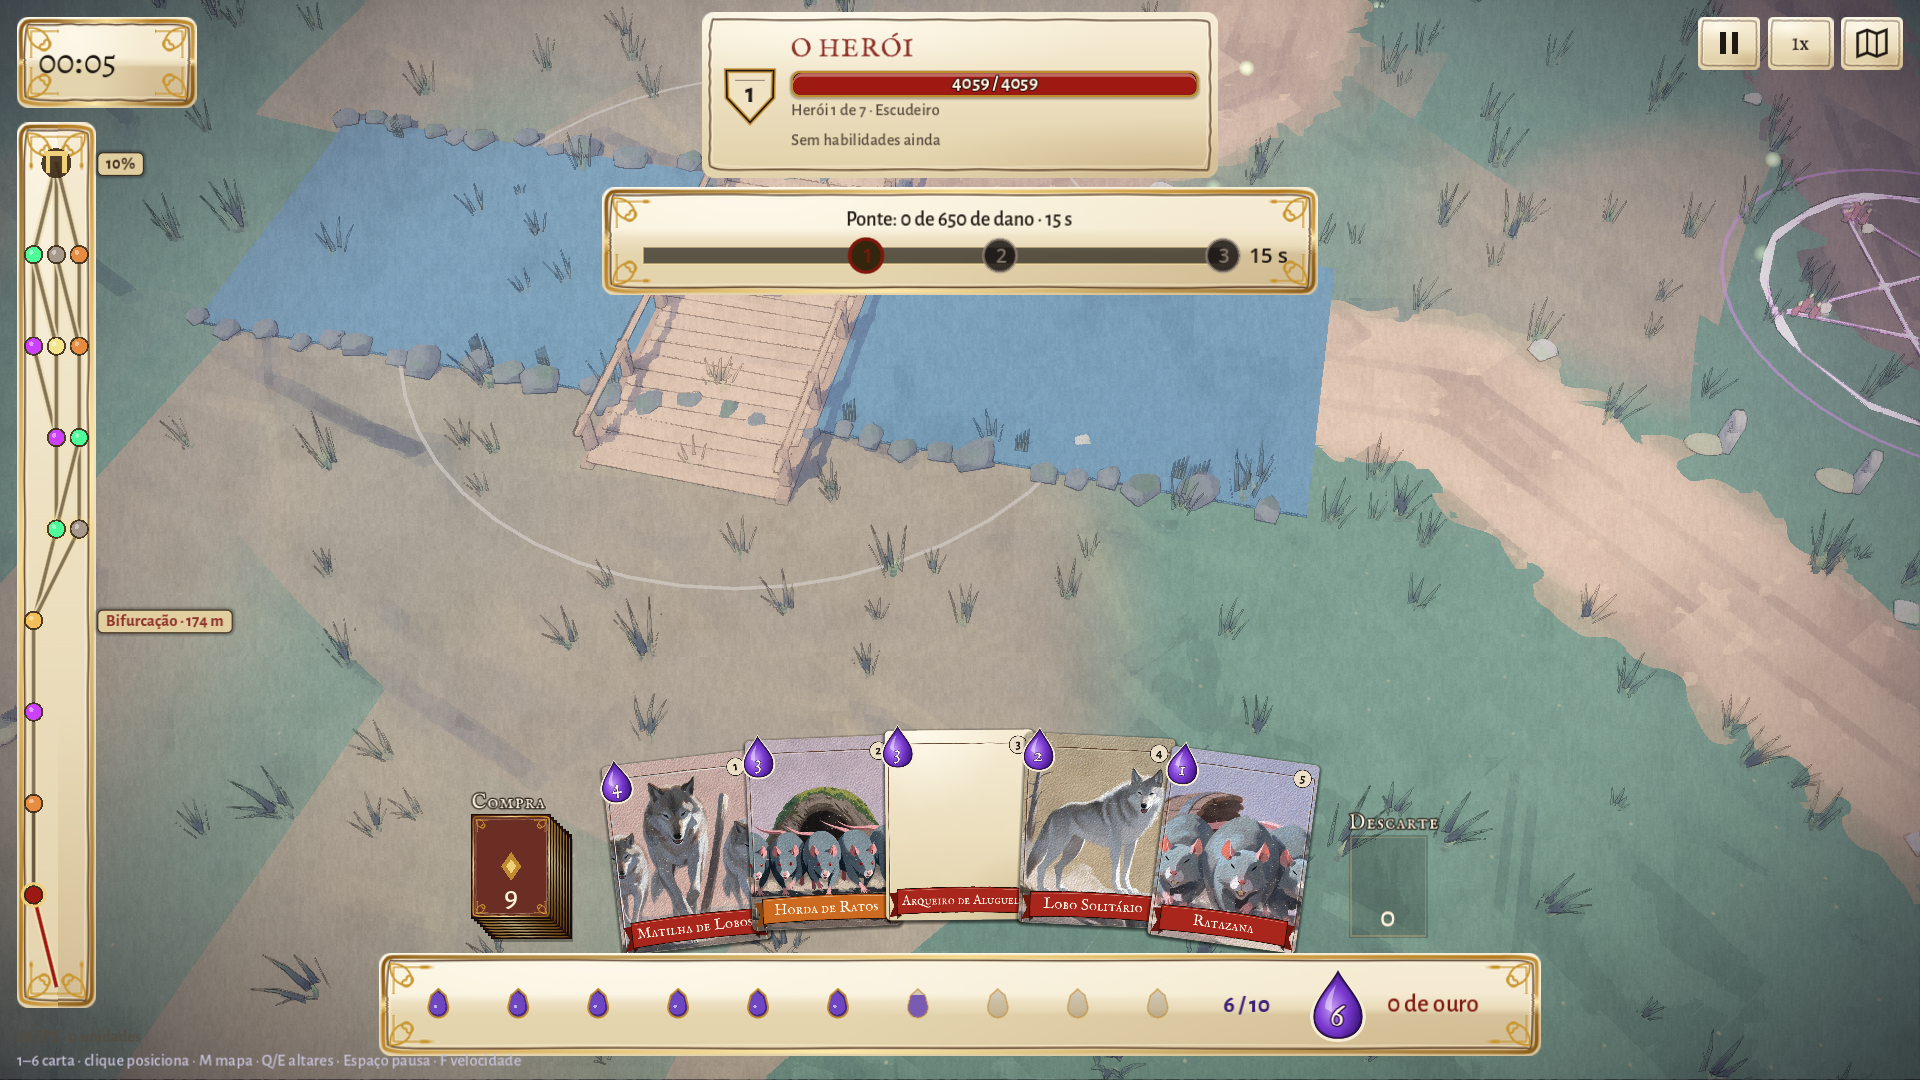 00:05
O HERÓI
1
4059 / 4059
Herói 1 de 7 · Escudeiro
Sem habilidades ainda
1x
10%
Ponte: 0 de 650 de dano · 15 s
1
2
3
15 s
Bifurcação · 174 m
Compra
9
4
1
Matilha de Lobos
3
2
Horda de Ratos
3
3
Arqueiro de Aluguel
2
4
Lobo Solitário
1
5
Ratazana
Descarte
0
6 / 10
6
0 de ouro
1–6 carta · clique posiciona · M mapa · Q/E altares · Espaço pausa · F velocidade